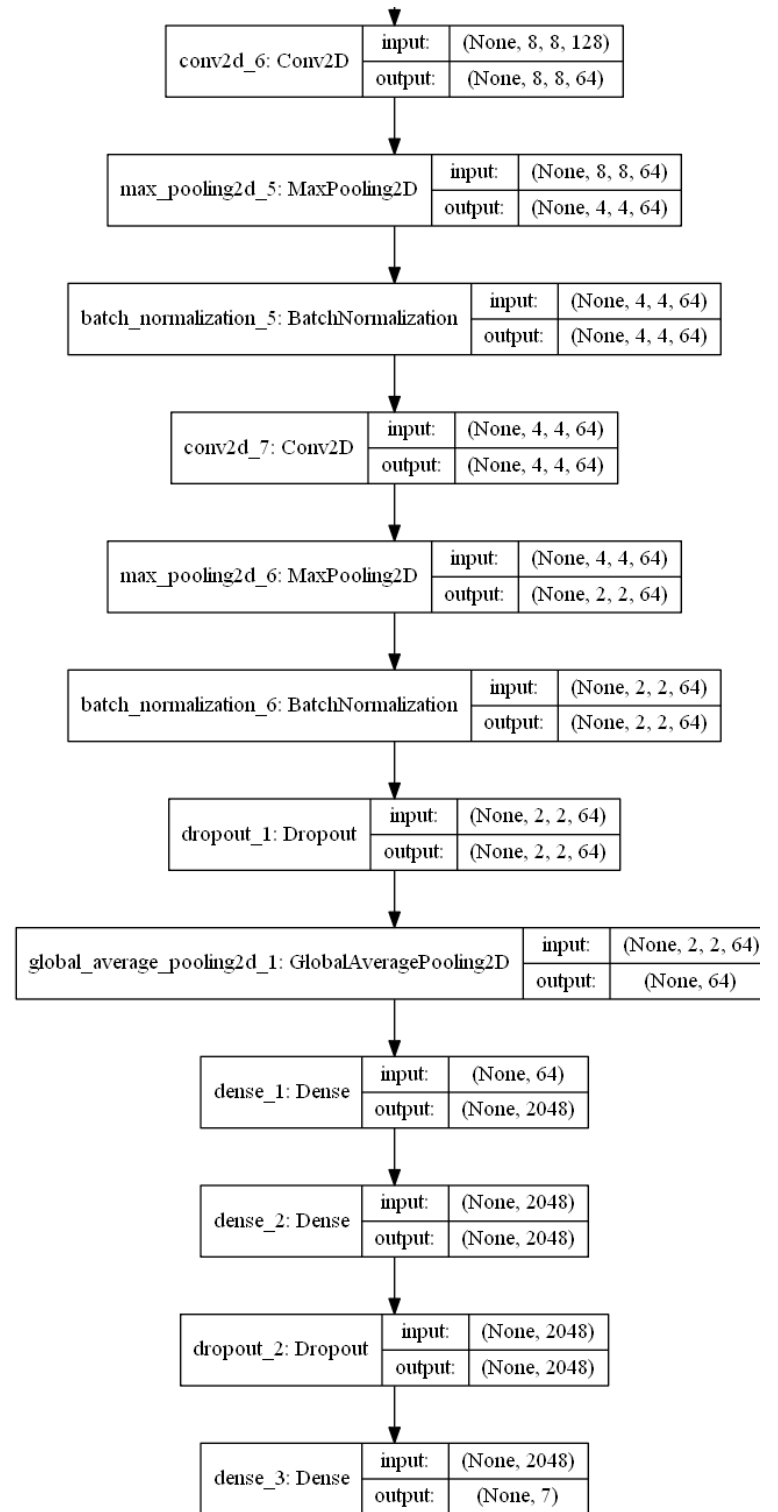 conv2d_6: Conv2D input: (None, 8, 8, 128)
output: (None, 8, 8, 64)
max_pooling2d_5: MaxPooling2D input: (None, 8, 8, 64)
output: (None, 4, 4, 64)
batch_normalization_5: BatchNormalization input: (None, 4, 4, 64)
output: (None, 4, 4, 64)
conv2d_7: Conv2D input: (None, 4, 4, 64)
output: (None, 4, 4, 64)
max_pooling2d_6: MaxPooling2D input: (None, 4, 4, 64)
output: (None, 2, 2, 64)
batch_normalization_6: BatchNormalization input: (None, 2, 2, 64)
output: (None, 2, 2, 64)
dropout_1: Dropout input: (None, 2, 2, 64)
output: (None, 2, 2, 64)
global_average_pooling2d_1: GlobalAveragePooling2D input: (None, 2, 2, 64)
output: (None, 64)
dense_1: Dense input: (None, 64)
output: (None, 2048)
dense_2: Dense input: (None, 2048)
output: (None, 2048)
dropout_2: Dropout input: (None, 2048)
output: (None, 2048)
dense_3: Dense input: (None, 2048)
output: (None, 7)